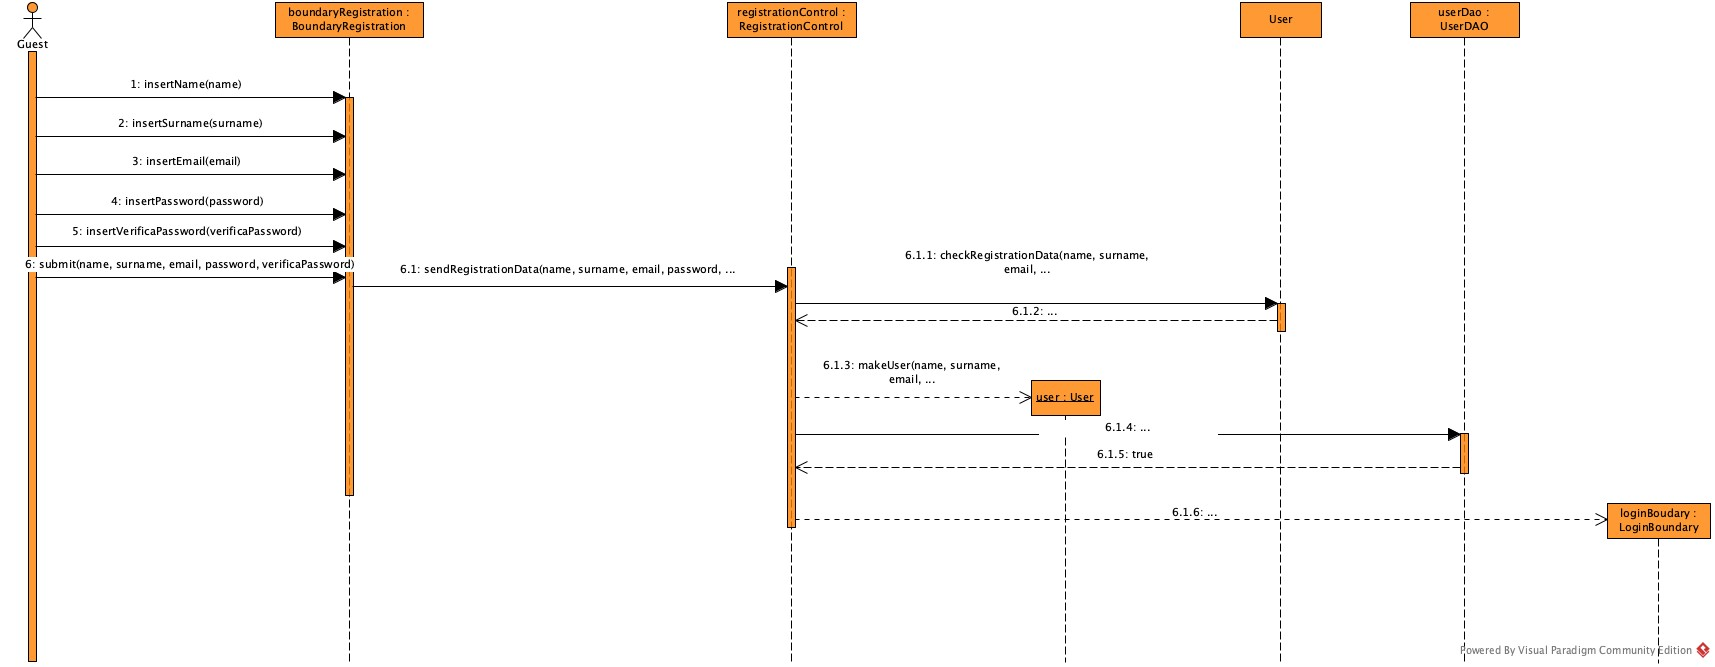 boundaryRegistration :
BoundaryRegistration
registrationControl :
RegistrationControl
User
userDao :
UserDAO
Guest
1: insertName(name)
2: insertSurname(surname)
3: insertEmail(email)
4: insertPassword(password)
5: insertVerificaPassword(verificaPassword)
6: submit(name, surname, email, password, verificaPassword)
6.1: sendRegistrationData(name, surname, email, password, ...
6.1.1: checkRegistrationData(name, surname,
email, ...
6.1.2: ...
6.1.3: makeUser(name, surname,
email, ...
user : User
6.1.4: ...
6.1.5: true
6.1.6: ...
loginBoudary :
LoginBoundary
Powered By Visual Paradigm Community Edition